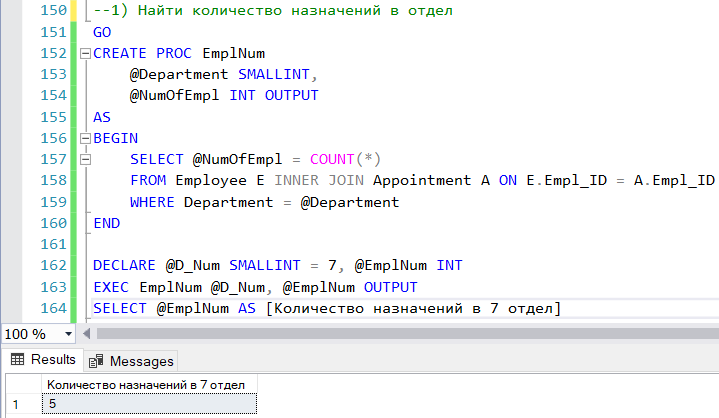 150 --1) Найти количество назначений в отдел
151 GO
152 CREATE PROC EmplNum
153 @Department SMALLINT,
154 @NumOfEmpl INT OUTPUT
155 AS
156 BEGIN
157 SELECT @NumOfEmpl = COUNT(*)
158 FROM Employee E INNER JOIN Appointment A ON E.Empl_ID = A.Empl_ID
159 WHERE Department = @Department
160 END
161
162 DECLARE @D_Num SMALLINT = 7, @EmplNum INT
163 EXEC EmplNum @D_Num, @EmplNum OUTPUT
164 SELECT @EmplNum AS [Количество назначений в 7 отдел]
100 %
Results Messages
Количество назначений в 7 отдел
1 5